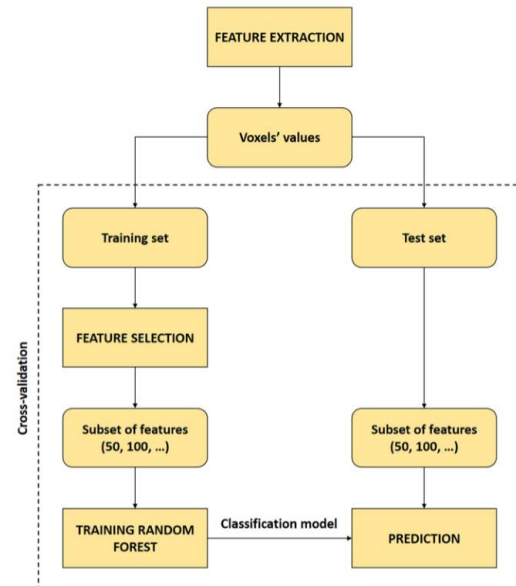 FEATURE EXTRACTION
Voxels' values
Training set
Test set
FEATURE SELECTION
Cross-validation
Subset of features
(50, 100, ...)
Subset of features
(50, 100, ...)
TRAINING RANDOM
FOREST
Classification model
PREDICTION